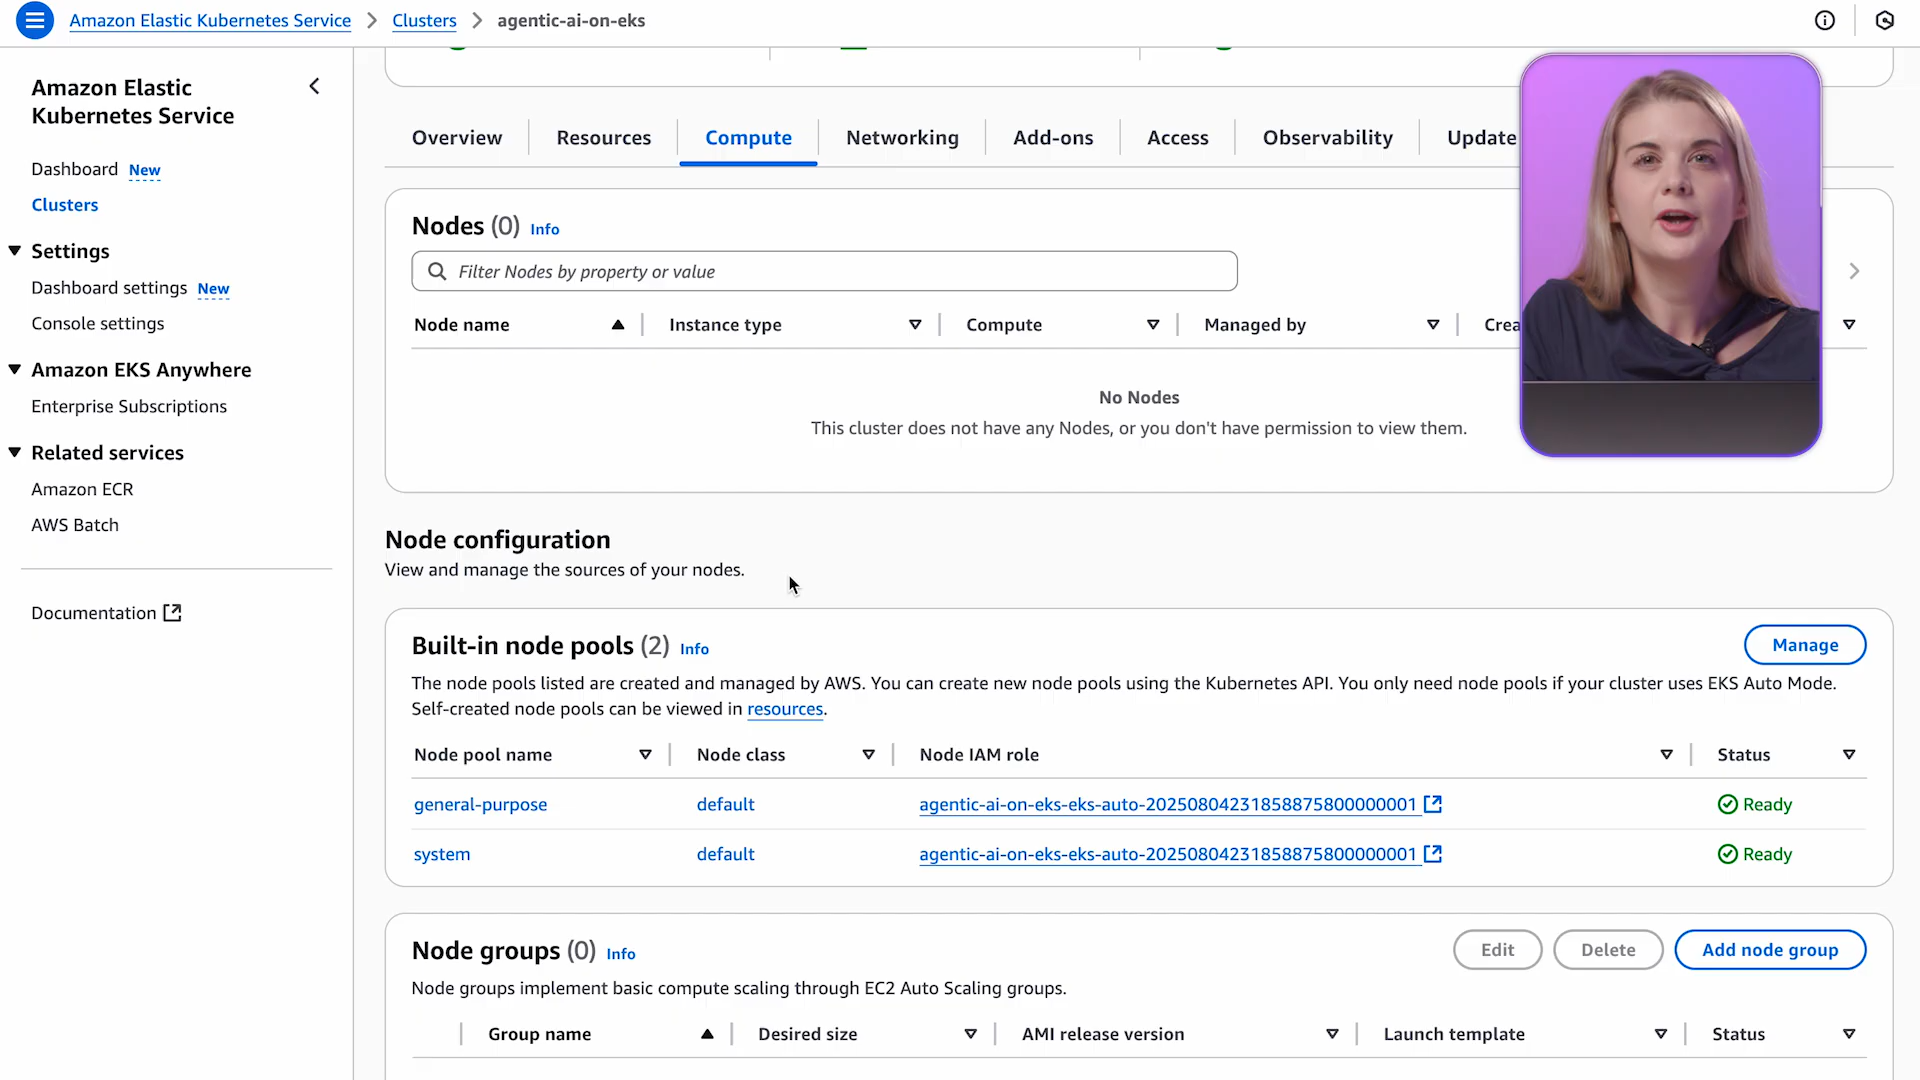 Amazon Elastic Kubernetes Service > Clusters > agentic-ai-on-eks
Amazon Elastic
Kubernetes Service
Dashboard New
Clusters
Settings
Dashboard settings New
Console settings
Amazon EKS Anywhere
Enterprise Subscriptions
Related services
Amazon ECR
AWS Batch
Documentation
Overview Resources Compute Networking Add-ons Access Observability Update
Nodes (0) Info
Filter Nodes by property or value
Node name Instance type Compute Managed by Crea
No Nodes
This cluster does not have any Nodes, or you don't have permission to view them.
Node configuration
View and manage the sources of your nodes.
Built-in node pools (2) Info Manage
The node pools listed are created and managed by AWS. You can create new node pools using the Kubernetes API. You only need node pools if your cluster uses EKS Auto Mode.
Self-created node pools can be viewed in resources.
Node pool name Node class Node IAM role Status
general-purpose default agentic-ai-on-eks-eks-auto-20250804231858875800000001 Ready
system default agentic-ai-on-eks-eks-auto-20250804231858875800000001 Ready
Node groups (0) Info Edit Delete Add node group
Node groups implement basic compute scaling through EC2 Auto Scaling groups.
Group name Desired size AMI release version Launch template Status